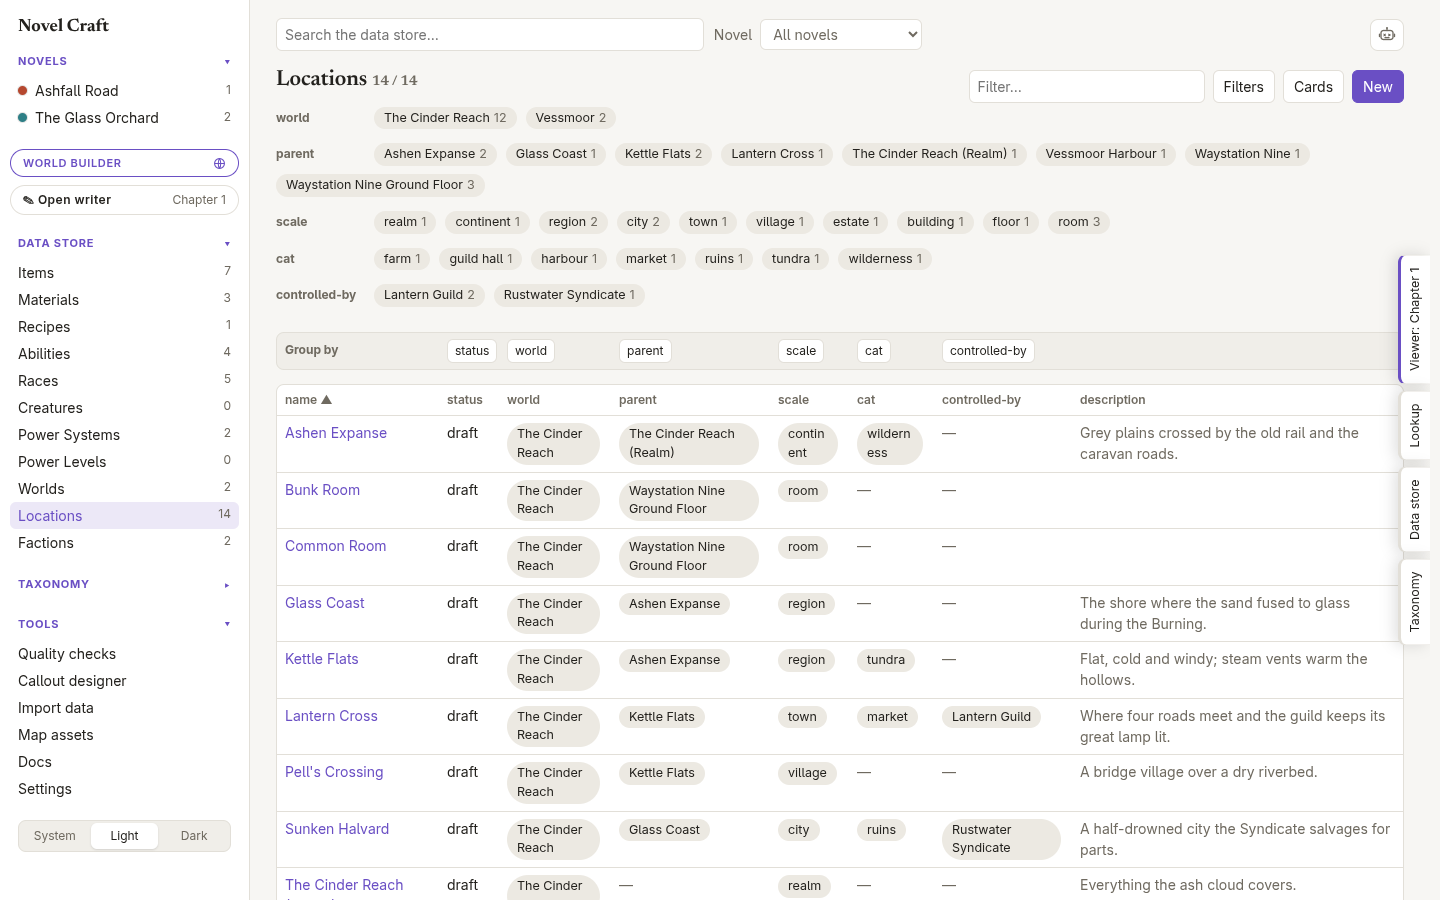 Novel Craft
NOVELS
Ashfall Road 1
The Glass Orchard 2
WORLD BUILDER
✎ Open writer Chapter 1
DATA STORE
Items 7
Materials 3
Recipes 1
Abilities 4
Races 5
Creatures 0
Power Systems 2
Power Levels 0
Worlds 2
Locations 14
Factions 2
TAXONOMY
TOOLS
Quality checks
Callout designer
Import data
Map assets
Docs
Settings
System Light Dark
Search the data store... Novel All novels
Locations 14 / 14 Filter... Filters Cards New
world The Cinder Reach 12 Vessmoor 2
parent Ashen Expanse 2 Glass Coast 1 Kettle Flats 2 Lantern Cross 1 The Cinder Reach (Realm) 1 Vessmoor Harbour 1 Waystation Nine 1
Waystation Nine Ground Floor 3
scale realm 1 continent 1 region 2 city 2 town 1 village 1 estate 1 building 1 floor 1 room 3
cat farm 1 guild hall 1 harbour 1 market 1 ruins 1 tundra 1 wilderness 1
controlled-by Lantern Guild 2 Rustwater Syndicate 1
Group by status world parent scale cat controlled-by
name ▲ status world parent scale cat controlled-by description
Ashen Expanse draft The Cinder The Cinder Reach contin wildern — Grey plains crossed by the old rail and the
Reach (Realm) ent ess caravan roads.
Bunk Room draft The Cinder Waystation Nine room — —
Reach Ground Floor
Common Room draft The Cinder Waystation Nine room — —
Reach Ground Floor
Glass Coast draft The Cinder Ashen Expanse region — — The shore where the sand fused to glass
Reach during the Burning.
Kettle Flats draft The Cinder Ashen Expanse region tundra — Flat, cold and windy; steam vents warm the
Reach hollows.
Lantern Cross draft The Cinder Kettle Flats town market Lantern Guild Where four roads meet and the guild keeps its
Reach great lamp lit.
Pell's Crossing draft The Cinder Kettle Flats village — — A bridge village over a dry riverbed.
Reach
Sunken Halvard draft The Cinder Glass Coast city ruins Rustwater A half-drowned city the Syndicate salvages for
Reach Syndicate parts.
The Cinder Reach draft The Cinder — realm — — Everything the ash cloud covers.
Viewer: Chapter 1
Lookup
Data store
Taxonomy